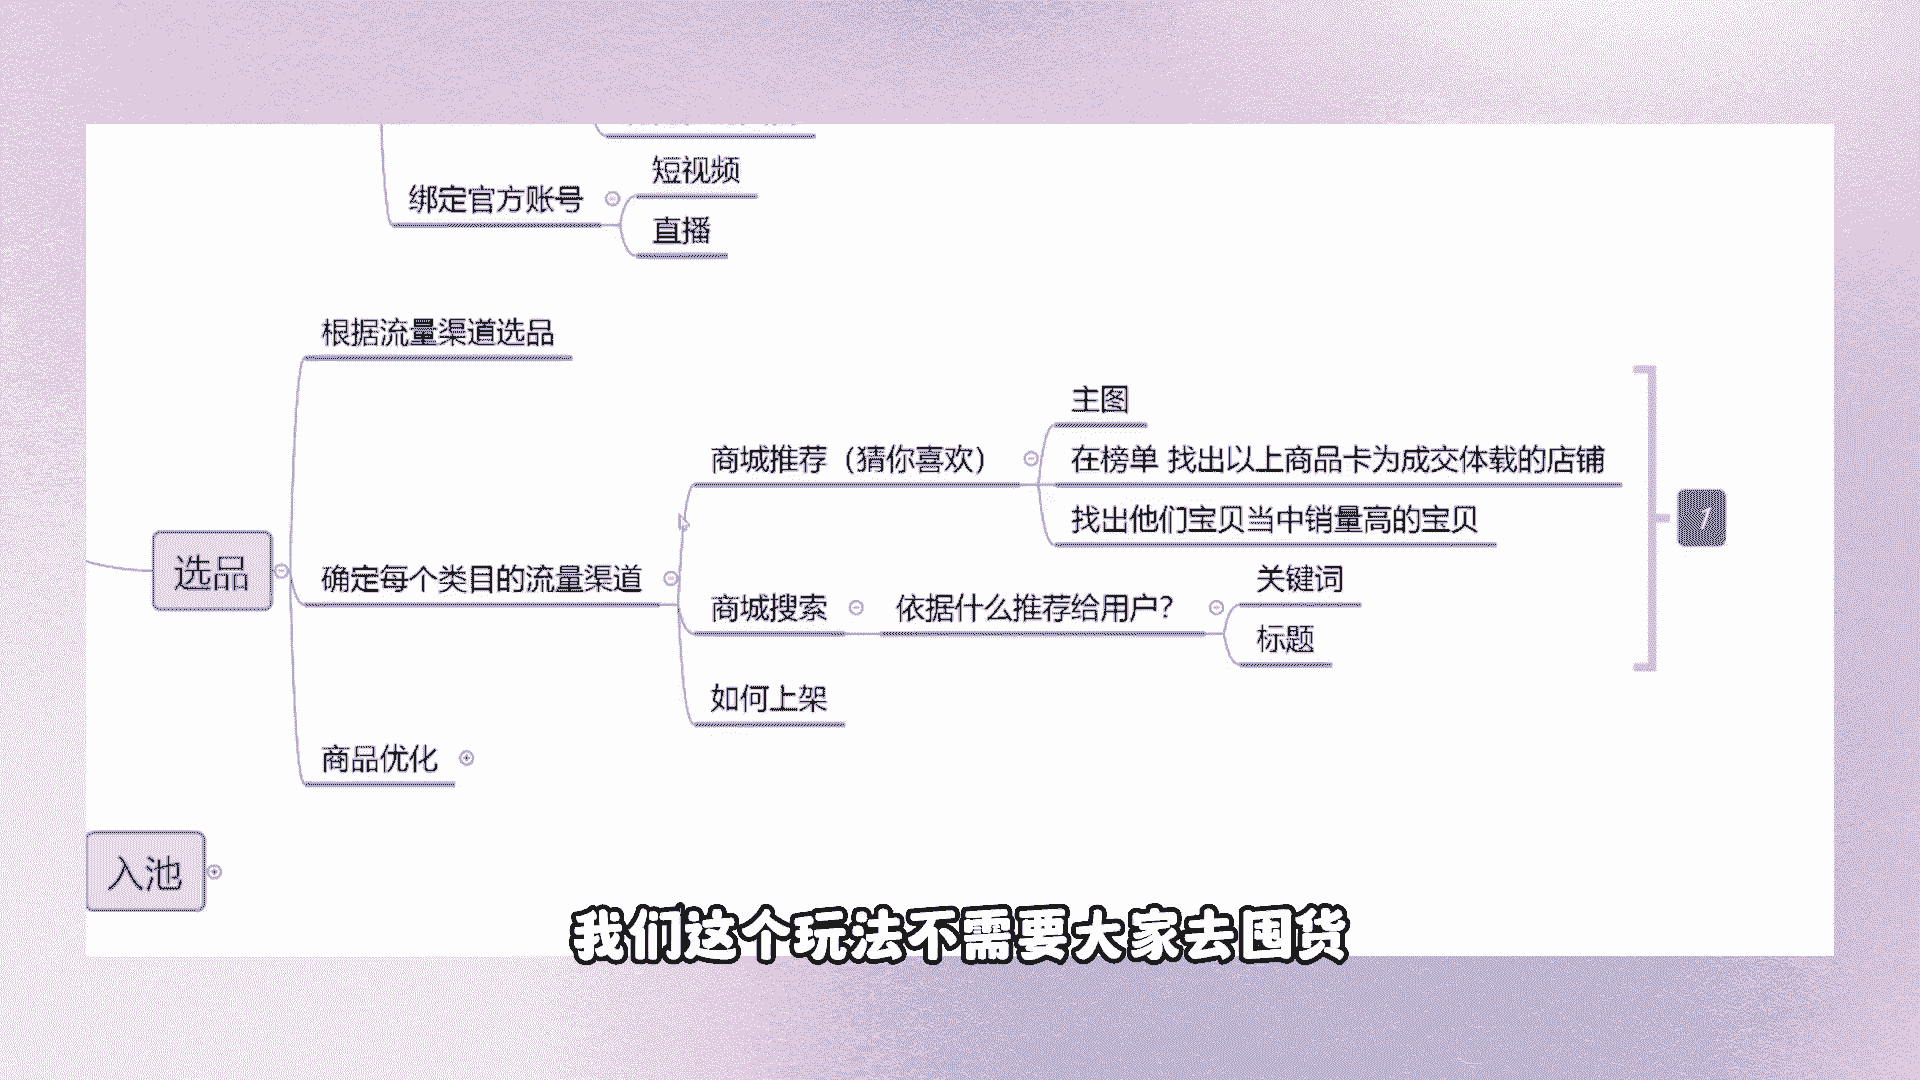 短视频
绑定官方账号
直播
根据流量渠道选品
主图
商城推荐（猜你喜欢）
在榜单 找出以上商品卡为成交体载的店铺
找出他们宝贝当中销量高的宝贝
1
选品
确定每个类目的流量渠道
关键词
商城搜索
依据什么推荐给用户？
标题
如何上架
商品优化
入池
我们这个玩法不需要大家去囤货